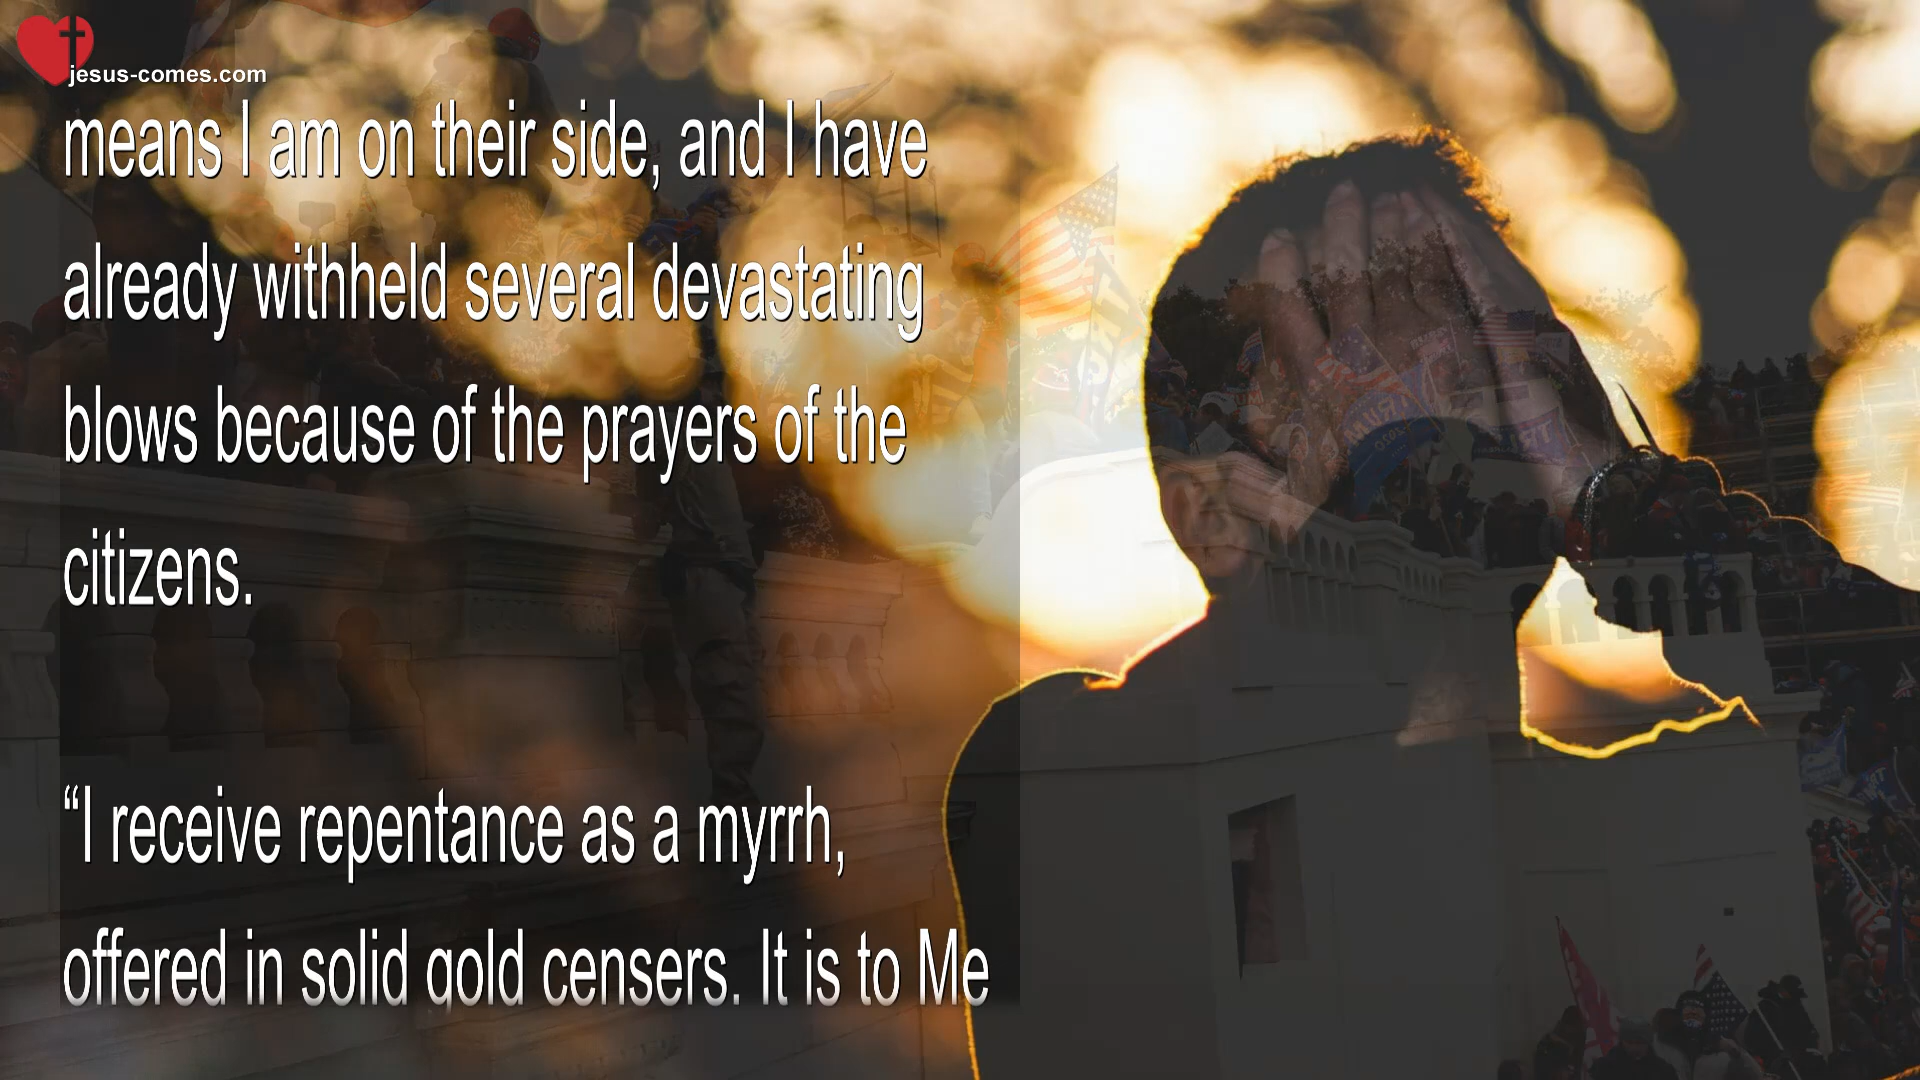 jesus-comes.com
means I am on their side, and I have
already withheld several devastating
blows because of the prayers of the
citizens.
“I receive repentance as a myrrh,
offered in solid gold censers. It is to Me